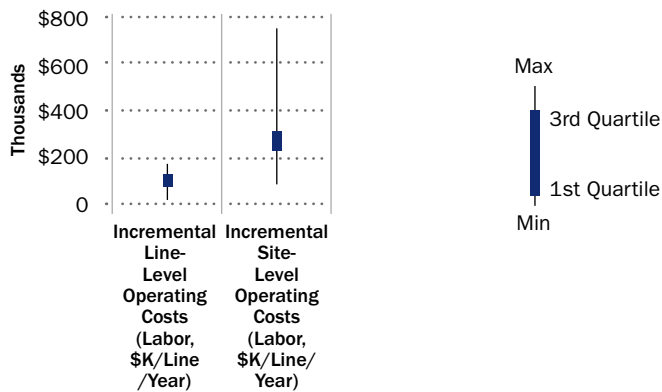 Thousands
$800
$600
$400
$200
0
Incremental
Line-
Level
Operating
Costs
(Labor,
$K/Line
/Year)
Incremental
Site-
Level
Operating
Costs
(Labor,
$K/Line/
Year)
Max
3rd Quartile
1st Quartile
Min